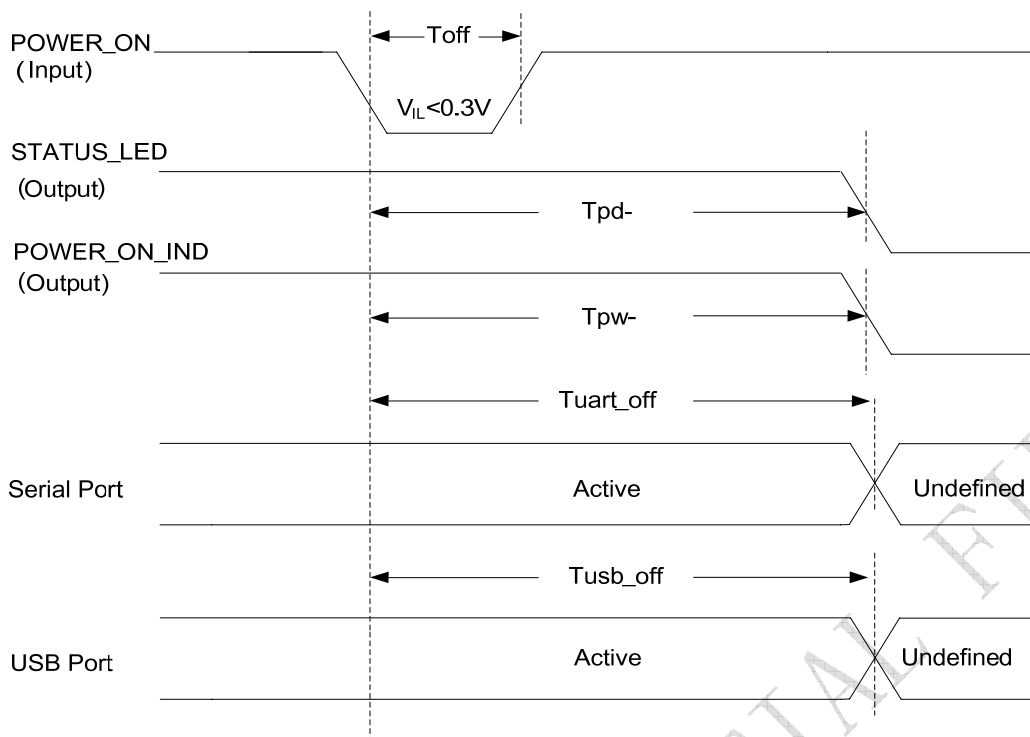 POWER_ON
(Input)
Toff
VIL<0.3V
STATUS_LED
(Output)
Tpd-
POWER_ON_IND
(Output)
Tpw-
Tuart_off
Serial Port
Active
Undefined
Tusb_off
USB Port
Active
Undefined